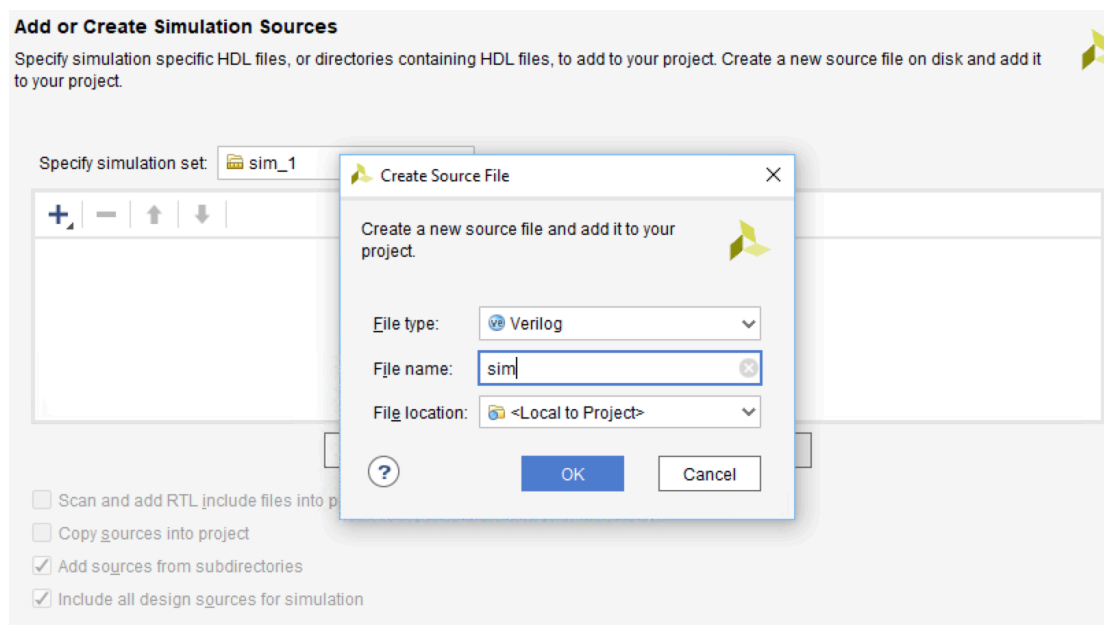 Add or Create Simulation Sources
Specify simulation specific HDL files, or directories containing HDL files, to add to your project. Create a new source file on disk and add it
to your project.
Specify simulation set:
sim_1
Create Source File
Create a new source file and add it to your
project.
File type:
Verilog
File name:
sim
File location:
<Local to Project>
?
OK
Cancel
Scan and add RTL include files into p
Copy sources into project
Add sources from subdirectories
Include all design sources for simulation